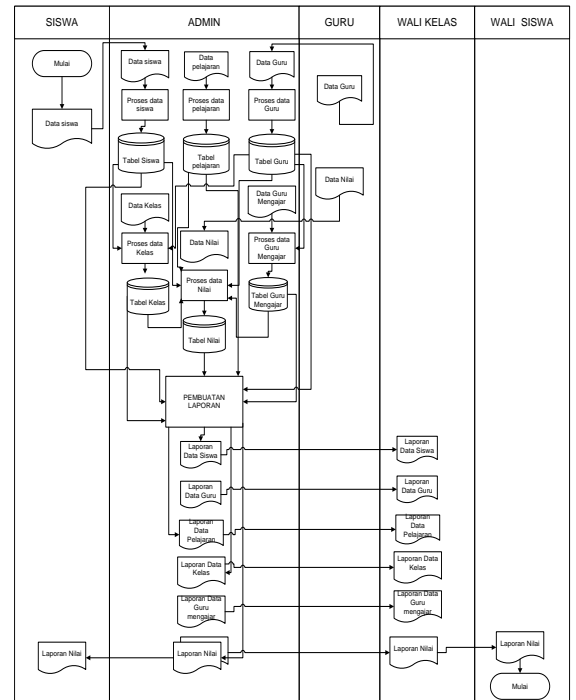 SISWA
ADMIN
GURU
WALI KELAS
WALI SISWA
Mulai
Data siswa
Data siswa
Data
pelajaran
Data Guru
Data Guru
Proses data
siswa
Proses data
pelajaran
Proses data
Guru
Tabel Siswa
Tabel
pelajaran
Tabel Guru
Data Nilai
Data Kelas
Data Guru
Mengajar
Proses data
Kelas
Data Nilai
Proses data
Guru
Mengajar
Proses data
Nilai
Tabel Kelas
Tabel Guru
Mengajar
Tabel Nilai
PEMBUATAN
LAPORAN
Laporan
Data Siswa
Laporan
Data Siswa
Laporan
Data Guru
Laporan
Data Guru
Laporan
Data
Pelajaran
Laporan
Data
Pelajaran
Laporan Data
Kelas
Laporan Data
Kelas
Laporan Data
Guru
mengajar
Laporan Data
Guru
mengajar
Laporan Nilai
Laporan Nilai
Laporan Nilai
Laporan Nilai
Mulai